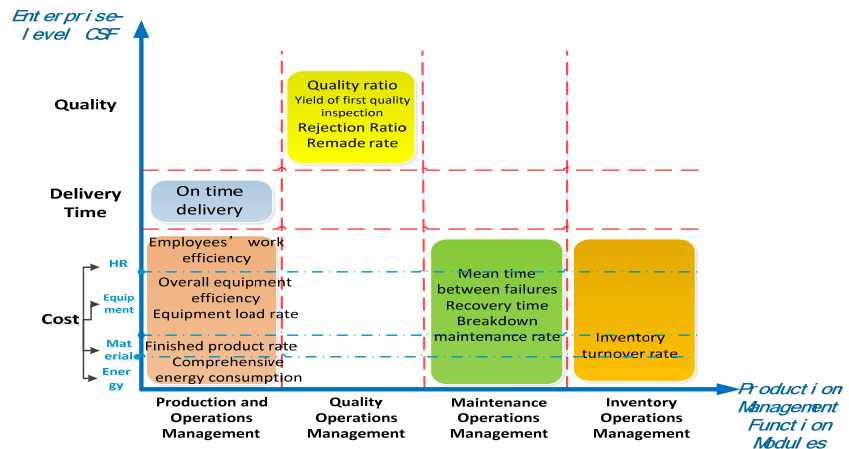 Enterprise-
level CSF
Quality
Quality ratio
Yield of first quality
inspection
Rejection Ratio
Remade rate
Delivery
Time
On time
delivery
Cost
HR
Equip
ment
Mat
erial
Ener
gy
Employees’ work
efficiency
Overall equipment
efficiency
Equipment load rate
Finished product rate
Comprehensive
energy consumption
Mean time
between failures
Recovery time
Breakdown
maintenance rate
Inventory
turnover rate
Production and
Operations
Management
Quality
Operations
Management
Maintenance
Operations
Management
Inventory
Operations
Management
Production
Management
Function
Modules